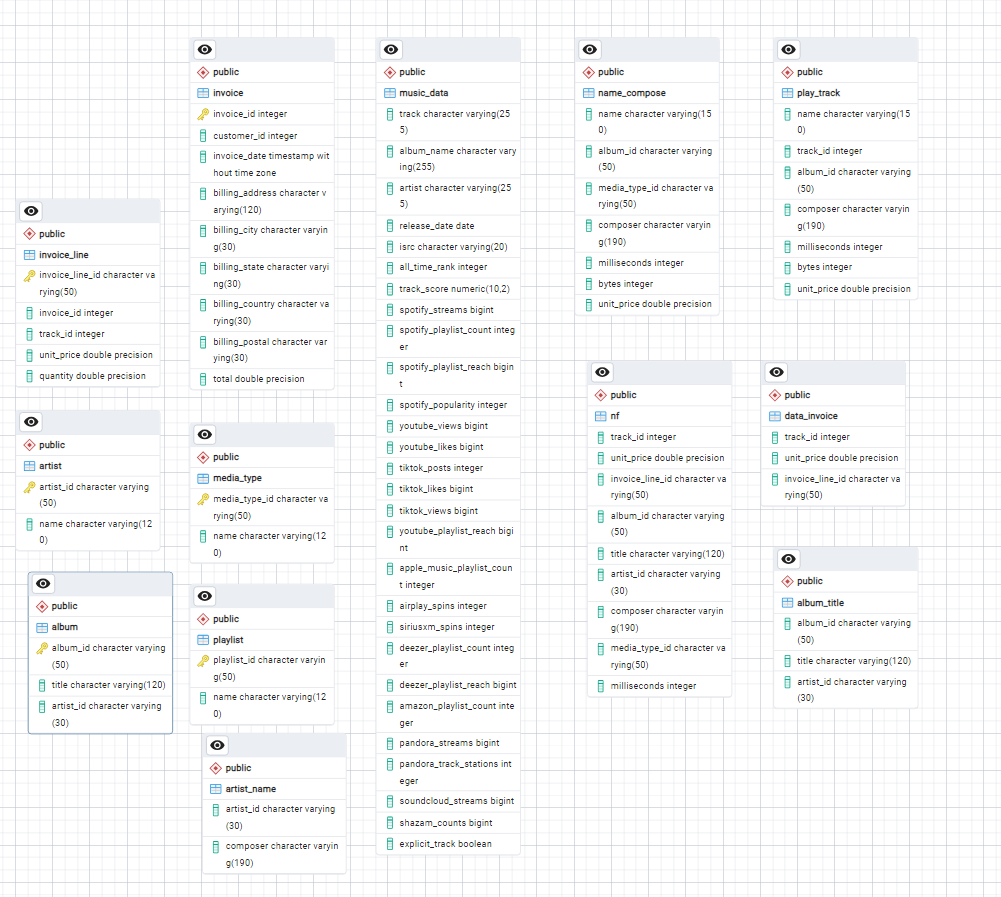 public
invoice_line
invoice_line_id character va
rying(50)
invoice_id integer
track_id integer
unit_price double precision
quantity double precision
public
artist
artist_id character varying
(50)
name character varying(12
0)
public
album
album_id character varying
(50)
title character varying(120)
artist_id character varying
(30)
public
invoice
invoice_id integer
customer_id integer
invoice_date timestamp wit
hout time zone
billing_address character v
arying(120)
billing_city character varyin
g(30)
billing_state character varyi
ng(30)
billing_country character va
rying(30)
billing_postal character var
ying(30)
total double precision
public
media_type
media_type_id character va
rying(50)
name character varying(12
0)
public
playlist
playlist_id character varyin
g(50)
name character varying(12
0)
public
artist_name
artist_id character varying
(30)
composer character varyin
g(190)
public
music_data
track character varying(25
5)
album_name character vary
ing(255)
artist character varying(25
5)
release_date date
isrc character varying(20)
all_time_rank integer
track_score numeric(10,2)
spotify_streams bigint
spotify_playlist_count integ
er
spotify_playlist_reach bigin
t
spotify_popularity integer
youtube_views bigint
youtube_likes bigint
tiktok_posts integer
tiktok_likes bigint
tiktok_views bigint
youtube_playlist_reach bigi
nt
apple_music_playlist_coun
t integer
airplay_spins integer
siriusxm_spins integer
deezer_playlist_count integ
er
deezer_playlist_reach bigint
amazon_playlist_count inte
ger
pandora_streams bigint
pandora_track_stations int
eger
soundcloud_streams bigint
shazam_counts bigint
explicit_track boolean
public
name_compose
name character varying(15
0)
album_id character varying
(50)
media_type_id character va
rying(50)
composer character varyin
g(190)
milliseconds integer
bytes integer
unit_price double precision
public
nf
track_id integer
unit_price double precision
invoice_line_id character va
rying(50)
album_id character varying
(50)
title character varying(120)
artist_id character varying
(30)
composer character varyin
g(190)
media_type_id character va
rying(50)
milliseconds integer
public
play_track
name character varying(15
0)
track_id integer
album_id character varying
(50)
composer character varyin
g(190)
milliseconds integer
bytes integer
unit_price double precision
public
data_invoice
track_id integer
unit_price double precision
invoice_line_id character va
rying(50)
public
album_title
album_id character varying
(50)
title character varying(120)
artist_id character varying
(30)